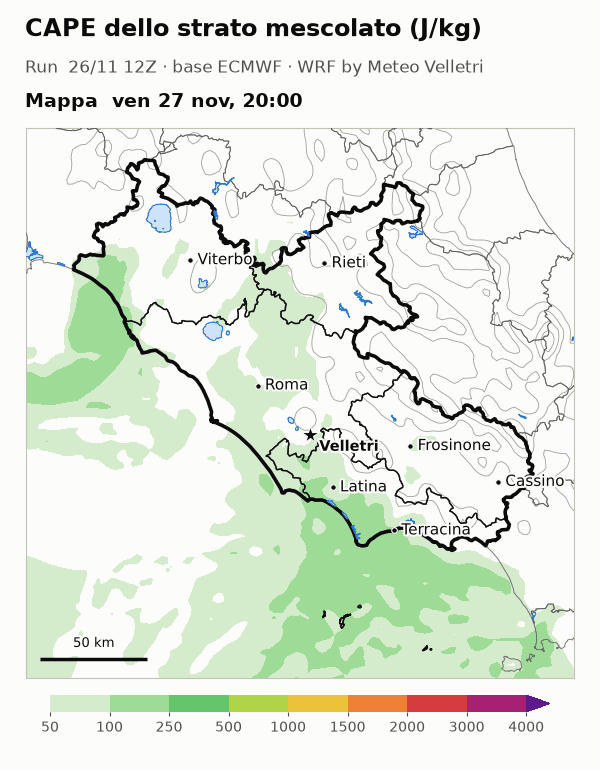 CAPE dello strato mescolato (J/kg)
Run  26/11 12Z · base ECMWF · WRF by Meteo Velletri
Mappa  ven 27 nov, 20:00
Viterbo
Rieti
Roma
Velletri
Frosinone
Latina
Cassino
Terracina
50 km
50 100 250 500 1000 1500 2000 3000 4000